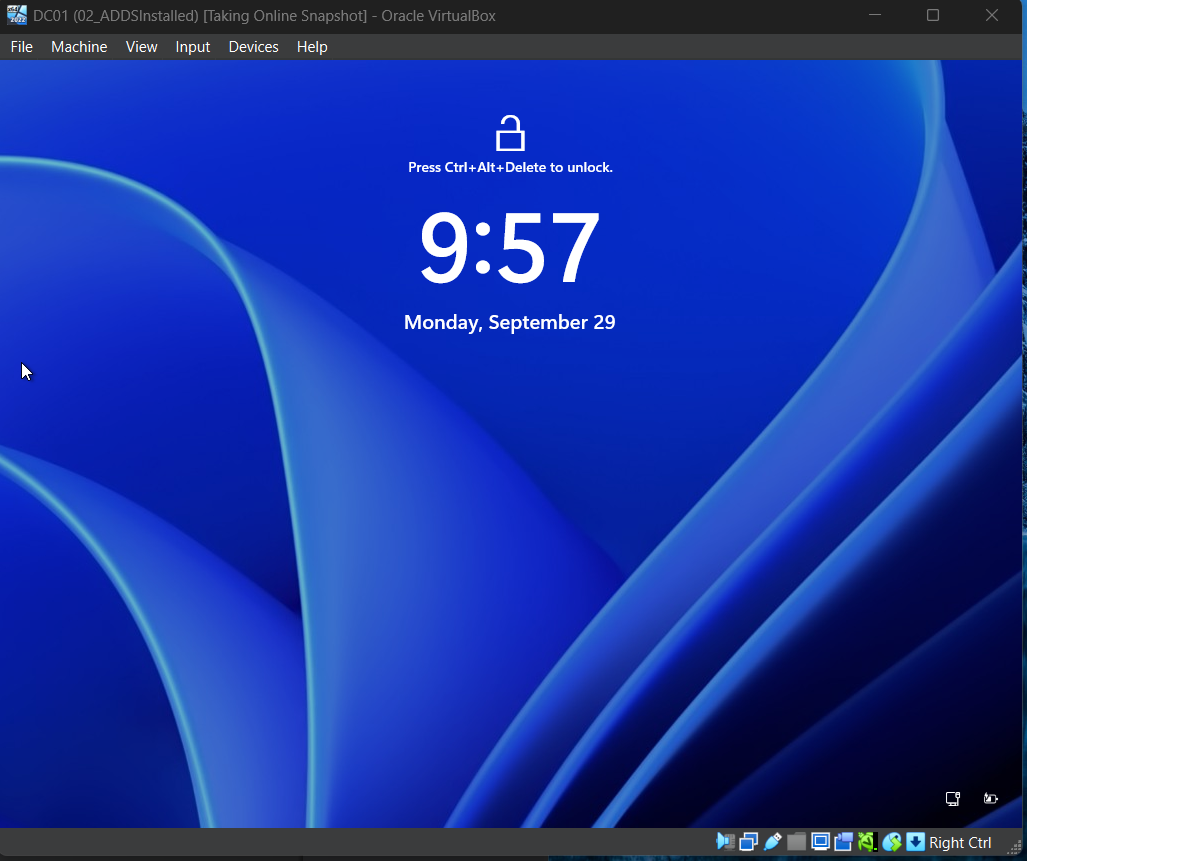 DC01 (02_ADDSInstalled) [Taking Online Snapshot] - Oracle VirtualBox
File Machine View Input Devices Help
Press Ctrl+Alt+Delete to unlock.
9:57
Monday, September 29
Right Ctrl